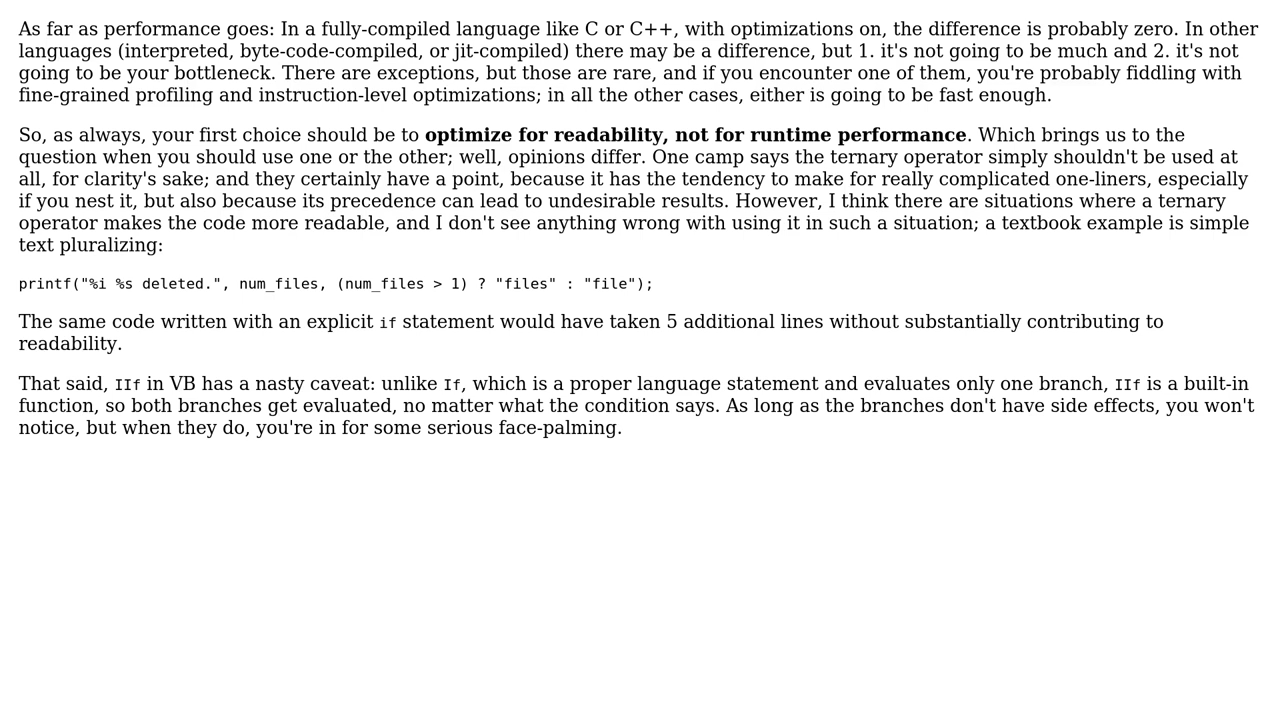 As far as performance goes: In a fully-compiled language like C or C++, with optimizations on, the difference is probably zero. In other
languages (interpreted, byte-code-compiled, or jit-compiled) there may be a difference, but 1. it's not going to be much and 2. it's not
going to be your bottleneck. There are exceptions, but those are rare, and if you encounter one of them, you're probably fiddling with
fine-grained profiling and instruction-level optimizations; in all the other cases, either is going to be fast enough.
So, as always, your first choice should be to optimize for readability, not for runtime performance. Which brings us to the
question when you should use one or the other; well, opinions differ. One camp says the ternary operator simply shouldn't be used at
all, for clarity's sake; and they certainly have a point, because it has the tendency to make for really complicated one-liners, especially
if you nest it, but also because its precedence can lead to undesirable results. However, I think there are situations where a ternary
operator makes the code more readable, and I don't see anything wrong with using it in such a situation; a textbook example is simple
text pluralizing:
printf("%i %s deleted.", num_files, (num_files > 1) ? "files" : "file");
The same code written with an explicit if statement would have taken 5 additional lines without substantially contributing to
readability.
That said, IIf in VB has a nasty caveat: unlike If, which is a proper language statement and evaluates only one branch, IIf is a built-in
function, so both branches get evaluated, no matter what the condition says. As long as the branches don't have side effects, you won't
notice, but when they do, you're in for some serious face-palming.